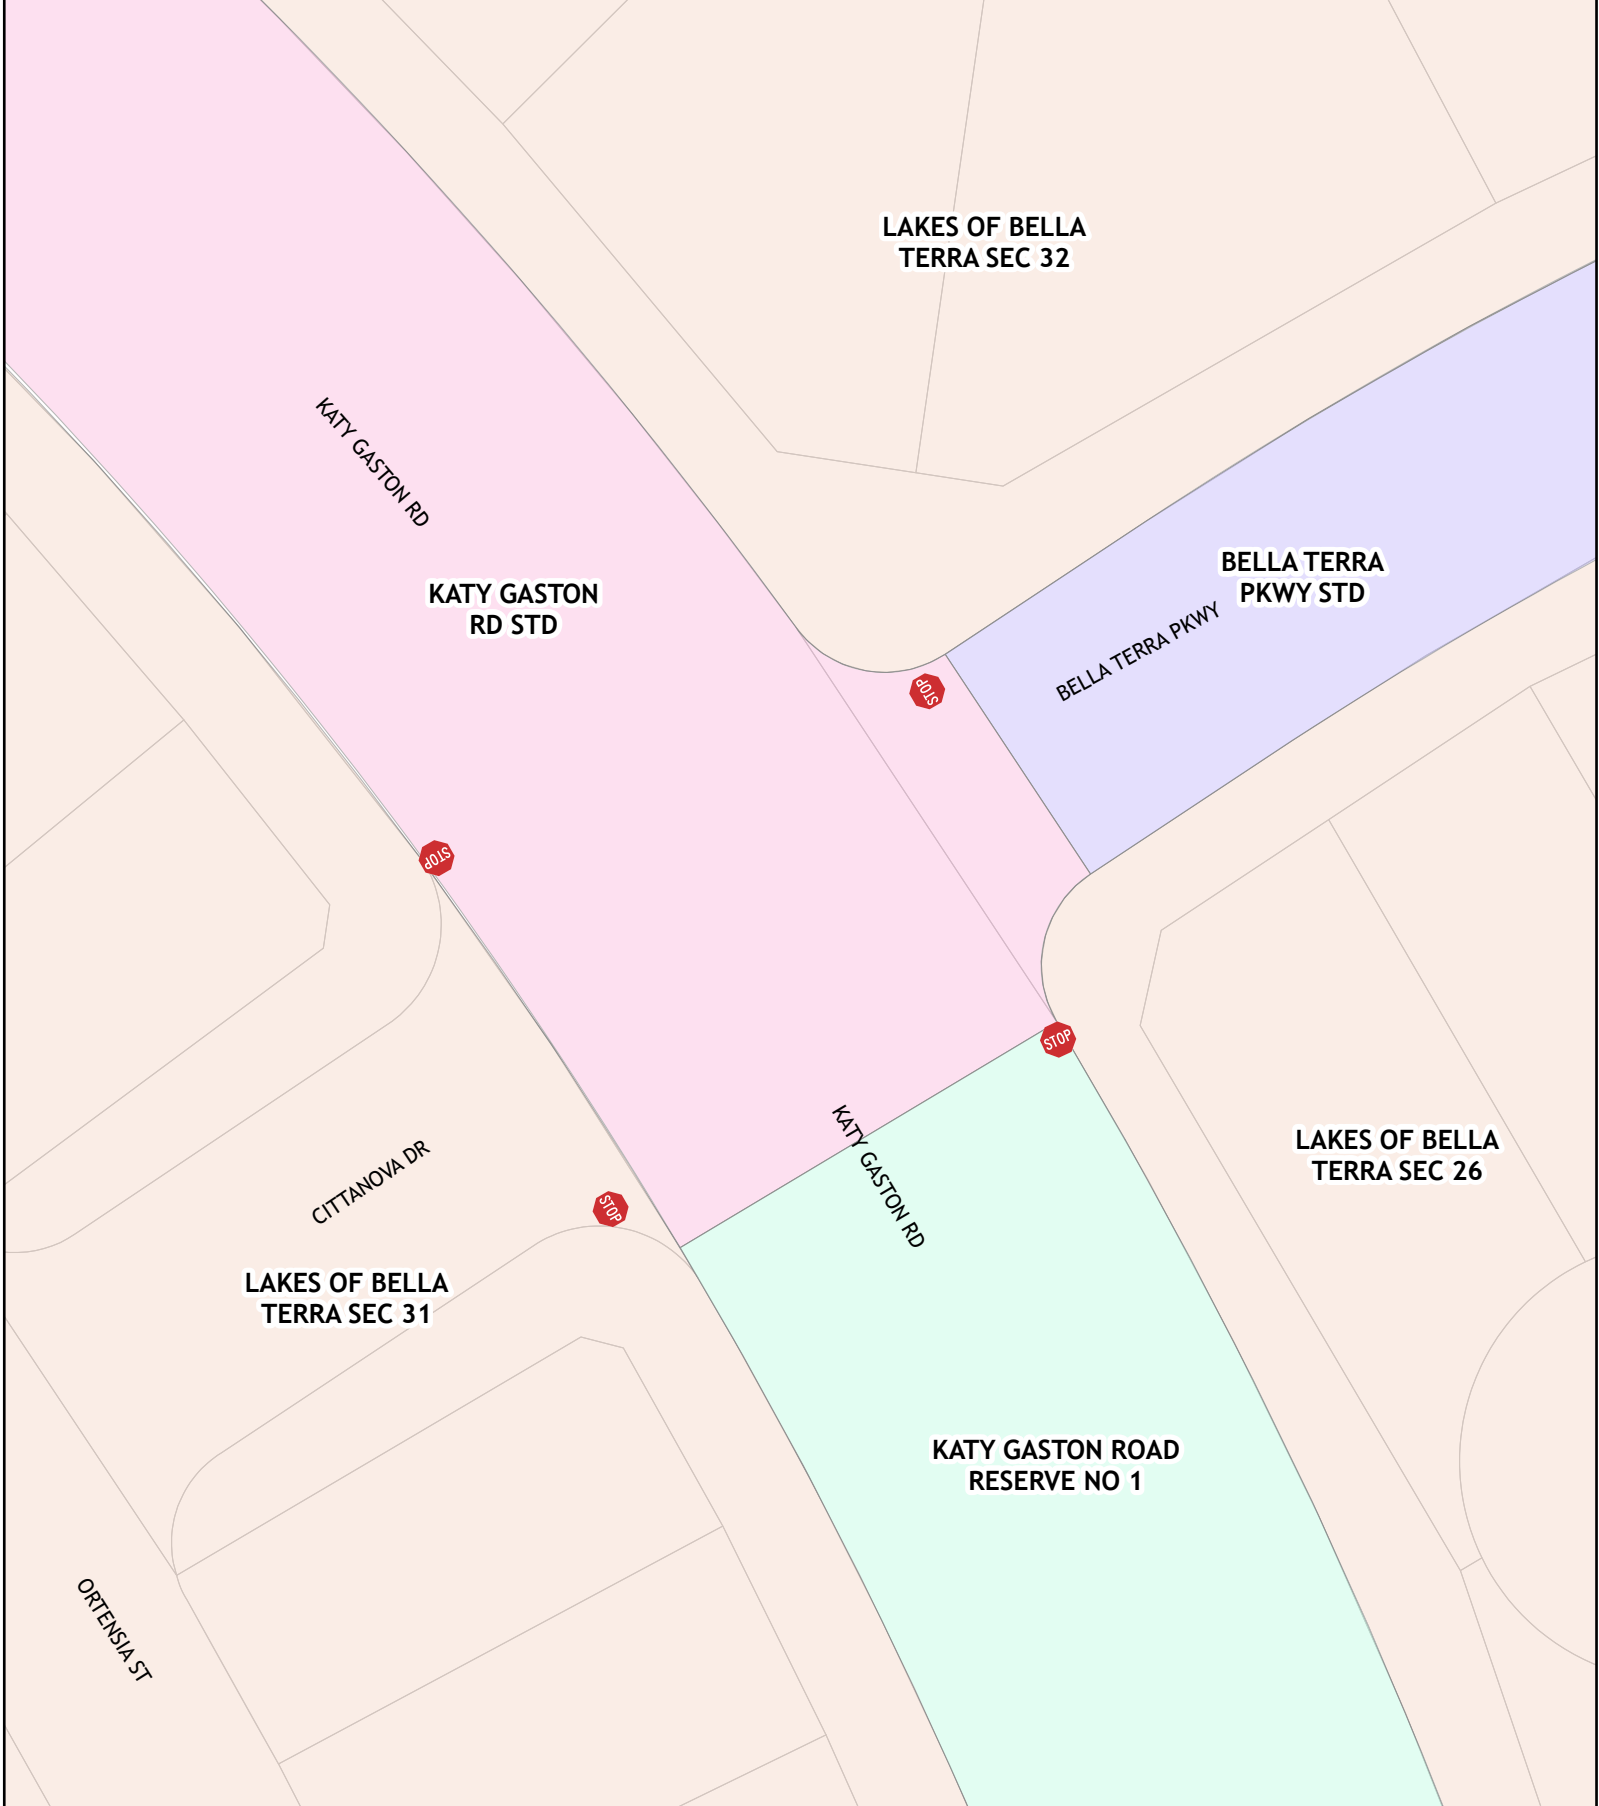 LAKES OF BELLA
TERRA SEC 32
KATY GASTON RD
BELLA TERRA
PKWY STD
KATY GASTON
RD STD
BELLA TERRA PKWY
STOP
STOP
STOP
KATY GASTON RD
LAKES OF BELLA
TERRA SEC 26
CITTANOVA DR
STOP
LAKES OF BELLA
TERRA SEC 31
KATY GASTON ROAD
RESERVE NO 1
ORTENSIA ST